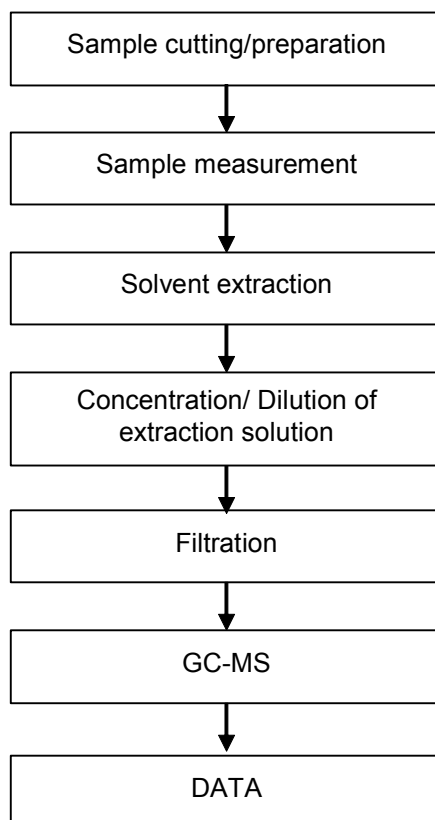 Sample cutting/preparation
Sample measurement
Solvent extraction
Concentration/ Dilution of
extraction solution
Filtration
GC-MS
DATA